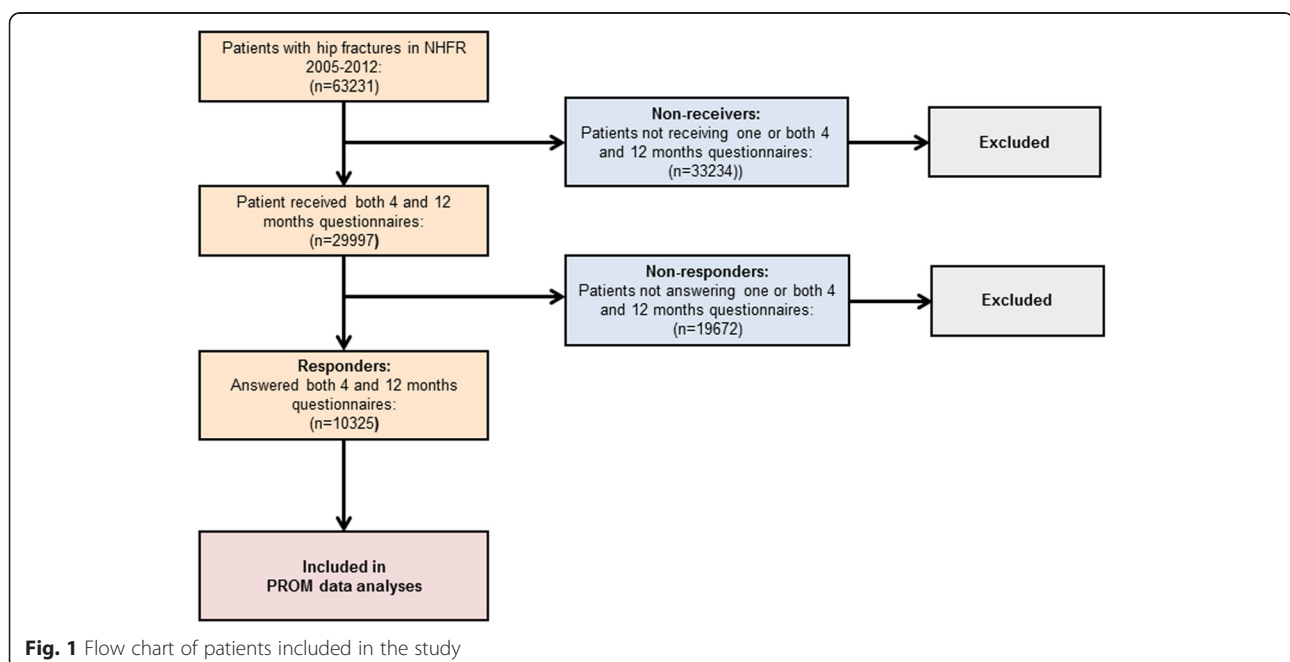 Patients with hip fractures in NHFR
2005-2012:
(n=63231)
Non-receivers:
Patients not receiving one or both 4
and 12 months questionnaires:
(n=33234))
Excluded
Patient received both 4 and 12
months questionnaires:
(n=29997)
Non-responders:
Patients not answering one or both 4
and 12 months questionnaires:
(n=19672)
Excluded
Responders:
Answered both 4 and 12 months
questionnaires:
(n=10325)
Included in
PROM data analyses
Fig. 1 Flow chart of patients included in the study